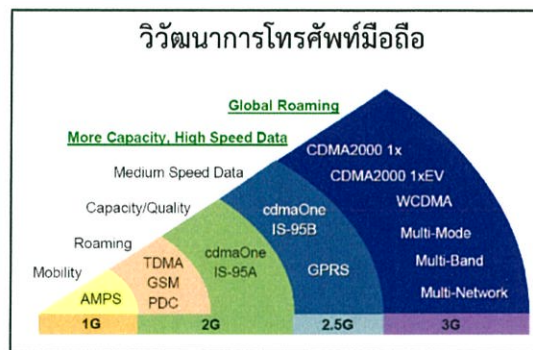 วิวัฒนาการโทรศัพท์มือถือ
Global Roaming
More Capacity, High Speed Data
Medium Speed Data
Capacity/Quality
Roaming
Mobility
AMPS
TDMA
GSM
PDC
cdmaOne
IS-95A
cdmaOne
IS-95B
GPRS
CDMA2000 1x
CDMA2000 1xEV
WCDMA
Multi-Mode
Multi-Band
Multi-Network
1G
2G
2.5G
3G